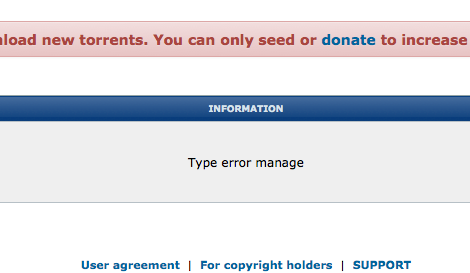 nload new torrents. You can only seed or donate to increase
INFORMATION
Type error manage
User agreement | For copyright holders | SUPPORT